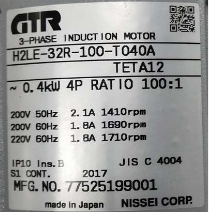 GTR
3-PHASE INDUCTION MOTOR
H2LE-32R-100-T040A
TETA12
~ 0.4kW 4P RATIO 100:1
200V 50Hz 2.1A 1410rpm
200V 60Hz 1.8A 1690rpm
220V 60Hz 1.8A 1710rpm
IP10 Ins.B JIS C 4004
S1 CONT. 2017
MFG.NO. 77525199001
made in Japan NISSEI CORP.